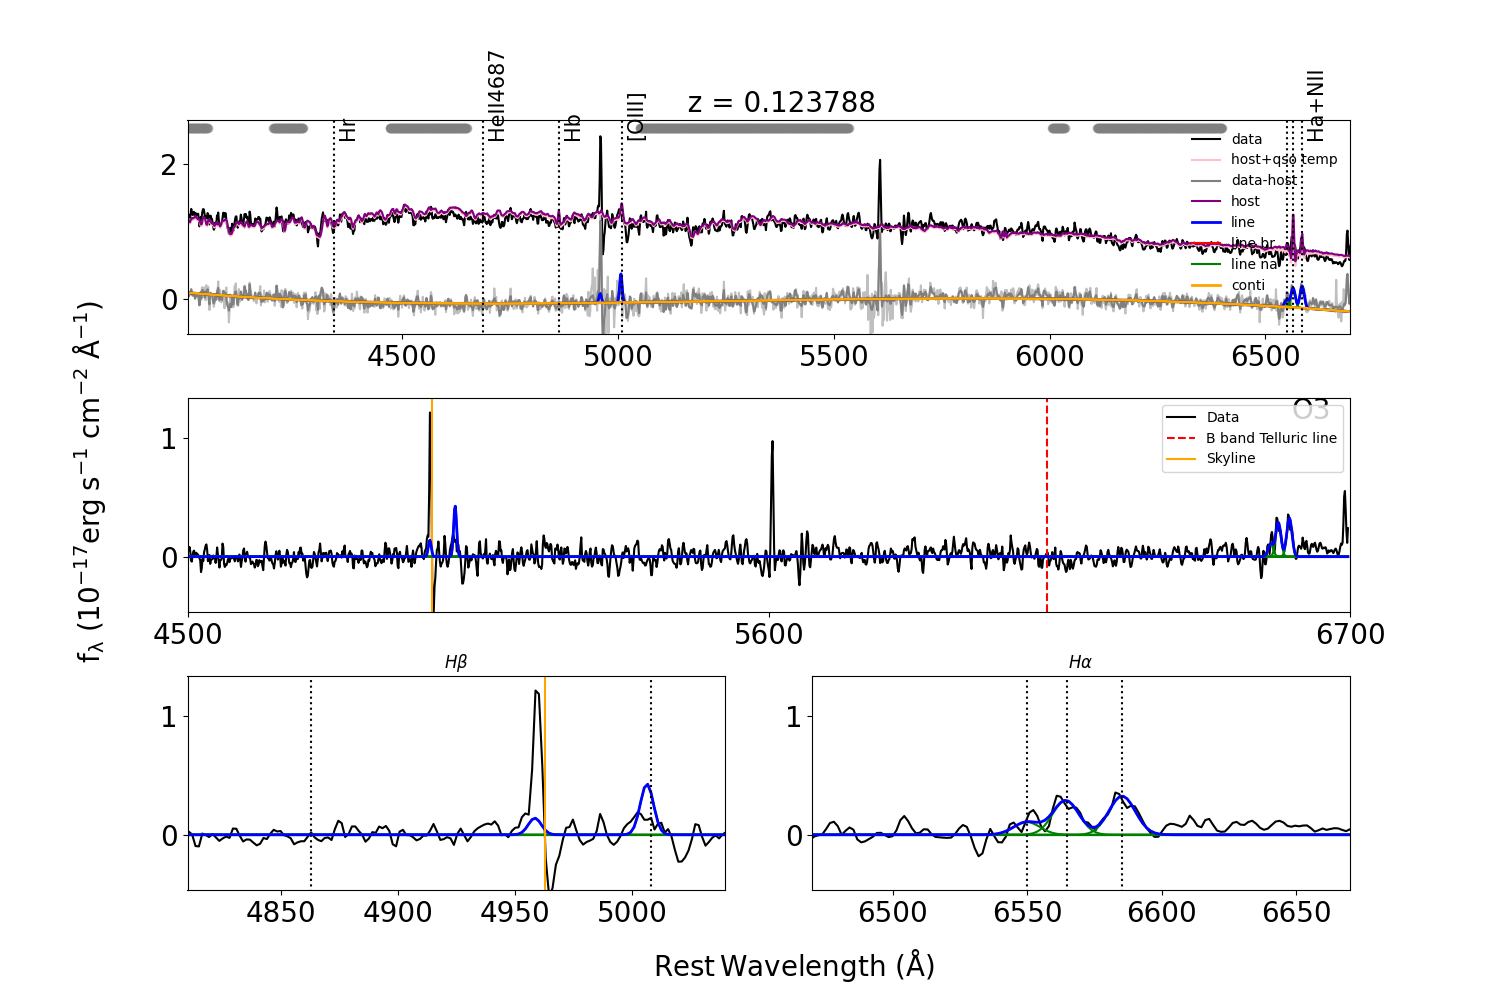 z = 0.123788
Hr
HeII4687
Hb
[OIII]
Ha+NII
data
host+qso temp
data-host
host
line
line br
line na
conti
2
0
4500
5000
5500
6000
6500
O3
Data
B band Telluric line
Skyline
1
0
4500
5600
6700
f_λ (10⁻¹⁷erg s⁻¹ cm⁻² Å⁻¹)
Hβ
1
0
4850
4900
4950
5000
Hα
1
0
6500
6550
6600
6650
Rest Wavelength (Å)